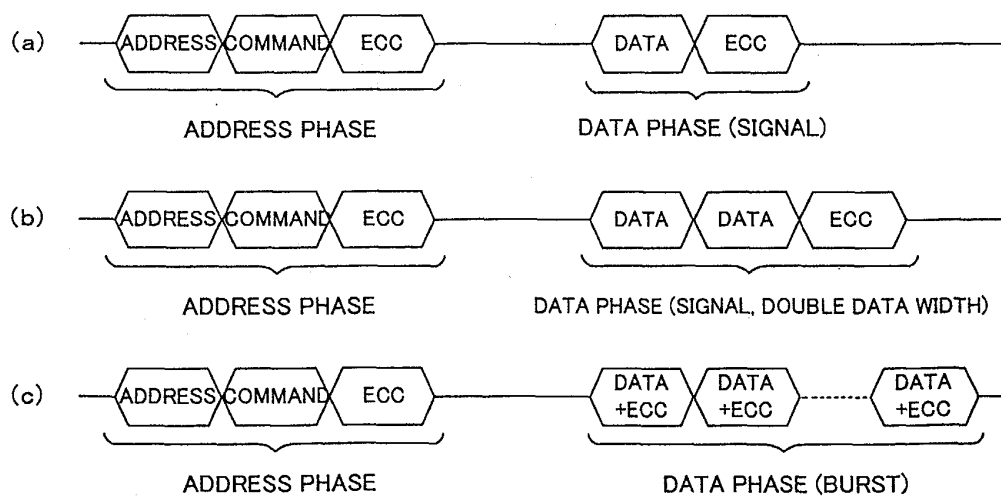 (a) ADDRESS COMMAND ECC DATA ECC
ADDRESS PHASE DATA PHASE (SIGNAL)
(b) ADDRESS COMMAND ECC DATA DATA ECC
ADDRESS PHASE DATA PHASE (SIGNAL, DOUBLE DATA WIDTH)
(c) ADDRESS COMMAND ECC DATA +ECC DATA +ECC DATA +ECC
ADDRESS PHASE DATA PHASE (BURST)